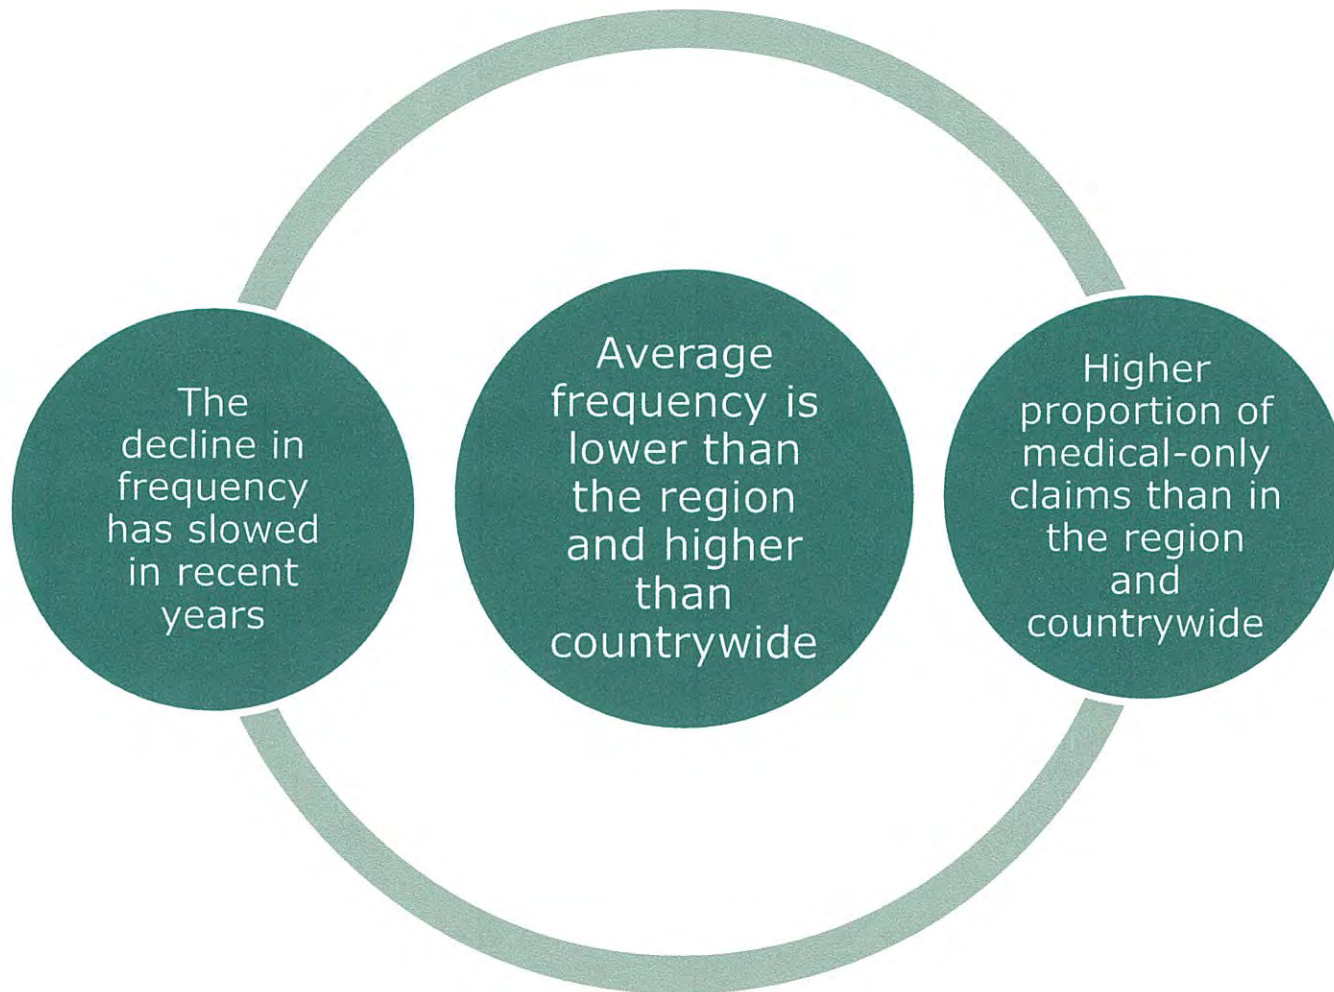 The
decline in
frequency
has slowed
in recent
years
Average
frequency is
lower than
the region
and higher
than
countrywide
Higher
proportion of
medical-only
claims than in
the region
and
countrywide